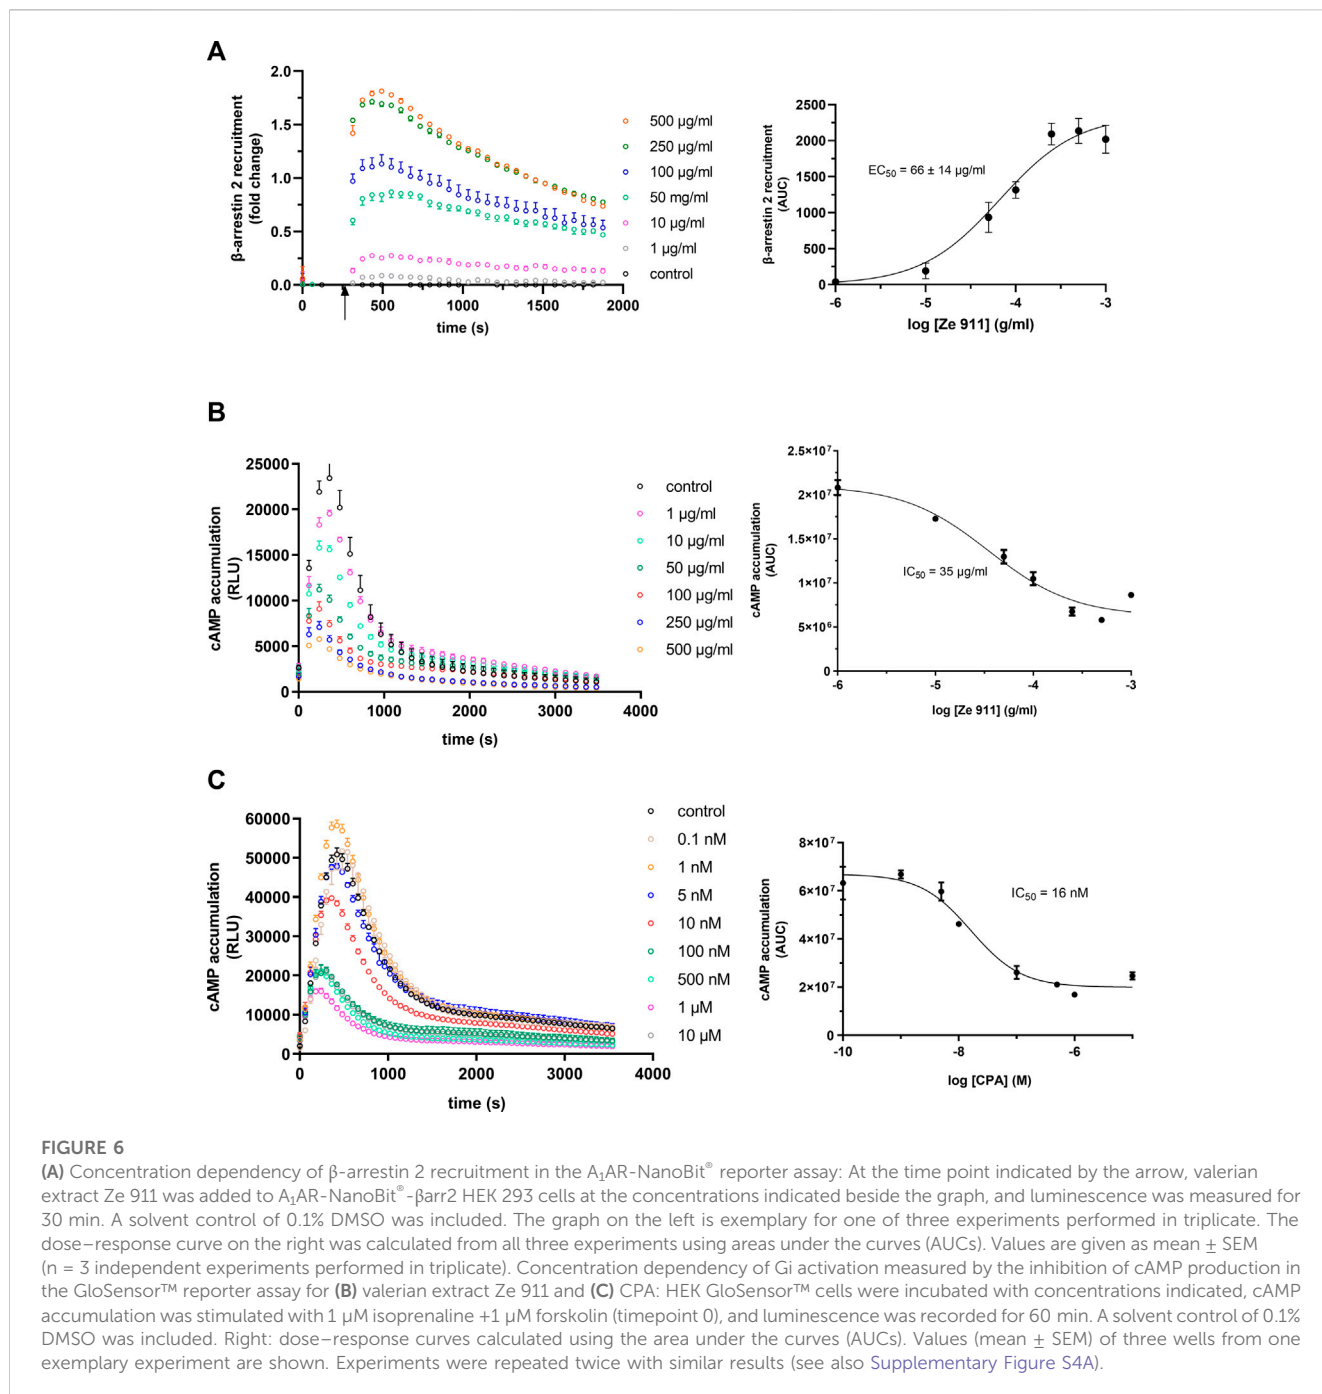 A
2.0
1.5
1.0
0.5
0.0
0 500 1000 1500 2000
β-arrestin 2 recruitment
(fold change)
time (s)
500 µg/ml
250 µg/ml
100 µg/ml
50 mg/ml
10 µg/ml
1 µg/ml
control
2500
2000
1500
1000
500
0
-6 -5 -4 -3
β-arrestin 2 recruitment
(AUC)
EC50 = 66 ± 14 µg/ml
log [Ze 911] (g/ml)
B
25000
20000
15000
10000
5000
0
0 1000 2000 3000 4000
cAMP accumulation
(RLU)
time (s)
control
1 µg/ml
10 µg/ml
50 µg/ml
100 µg/ml
250 µg/ml
500 µg/ml
2.5×10⁷
2×10⁷
1.5×10⁷
1×10⁷
5×10⁶
0
-6 -5 -4 -3
cAMP accumulation
(AUC)
IC50 = 35 µg/ml
log [Ze 911] (g/ml)
C
60000
50000
40000
30000
20000
10000
0
0 1000 2000 3000 4000
cAMP accumulation
(RLU)
time (s)
control
0.1 nM
1 nM
5 nM
10 nM
100 nM
500 nM
1 µM
10 µM
8×10⁷
6×10⁷
4×10⁷
2×10⁷
0
-10 -8 -6
cAMP accumulation
(AUC)
IC50 = 16 nM
log [CPA] (M)
FIGURE 6
(A) Concentration dependency of β-arrestin 2 recruitment in the A1AR-NanoBit® reporter assay: At the time point indicated by the arrow, valerian
extract Ze 911 was added to A1AR-NanoBit®-βarr2 HEK 293 cells at the concentrations indicated beside the graph, and luminescence was measured for
30 min. A solvent control of 0.1% DMSO was included. The graph on the left is exemplary for one of three experiments performed in triplicate. The
dose–response curve on the right was calculated from all three experiments using areas under the curves (AUCs). Values are given as mean ± SEM
(n = 3 independent experiments performed in triplicate). Concentration dependency of Gi activation measured by the inhibition of cAMP production in
the GloSensor™ reporter assay for (B) valerian extract Ze 911 and (C) CPA: HEK GloSensor™ cells were incubated with concentrations indicated, cAMP
accumulation was stimulated with 1 µM isoprenaline +1 µM forskolin (timepoint 0), and luminescence was recorded for 60 min. A solvent control of 0.1%
DMSO was included. Right: dose–response curves calculated using the area under the curves (AUCs). Values (mean ± SEM) of three wells from one
exemplary experiment are shown. Experiments were repeated twice with similar results (see also Supplementary Figure S4A).